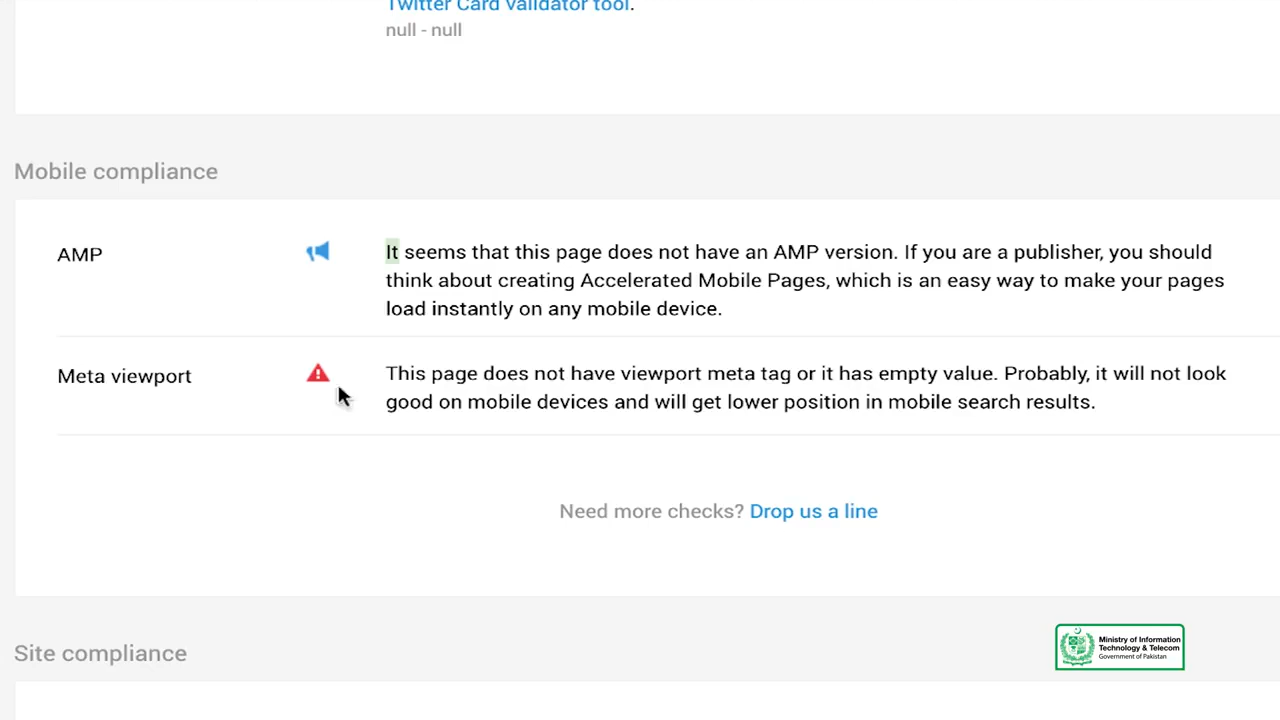 Twitter Card Validator tool.
null - null
Mobile compliance
AMP
It seems that this page does not have an AMP version. If you are a publisher, you should
think about creating Accelerated Mobile Pages, which is an easy way to make your pages
load instantly on any mobile device.
Meta viewport
This page does not have viewport meta tag or it has empty value. Probably, it will not look
good on mobile devices and will get lower position in mobile search results.
Need more checks? Drop us a line
Site compliance
Ministry of Information
Technology & Telecom
Government of Pakistan